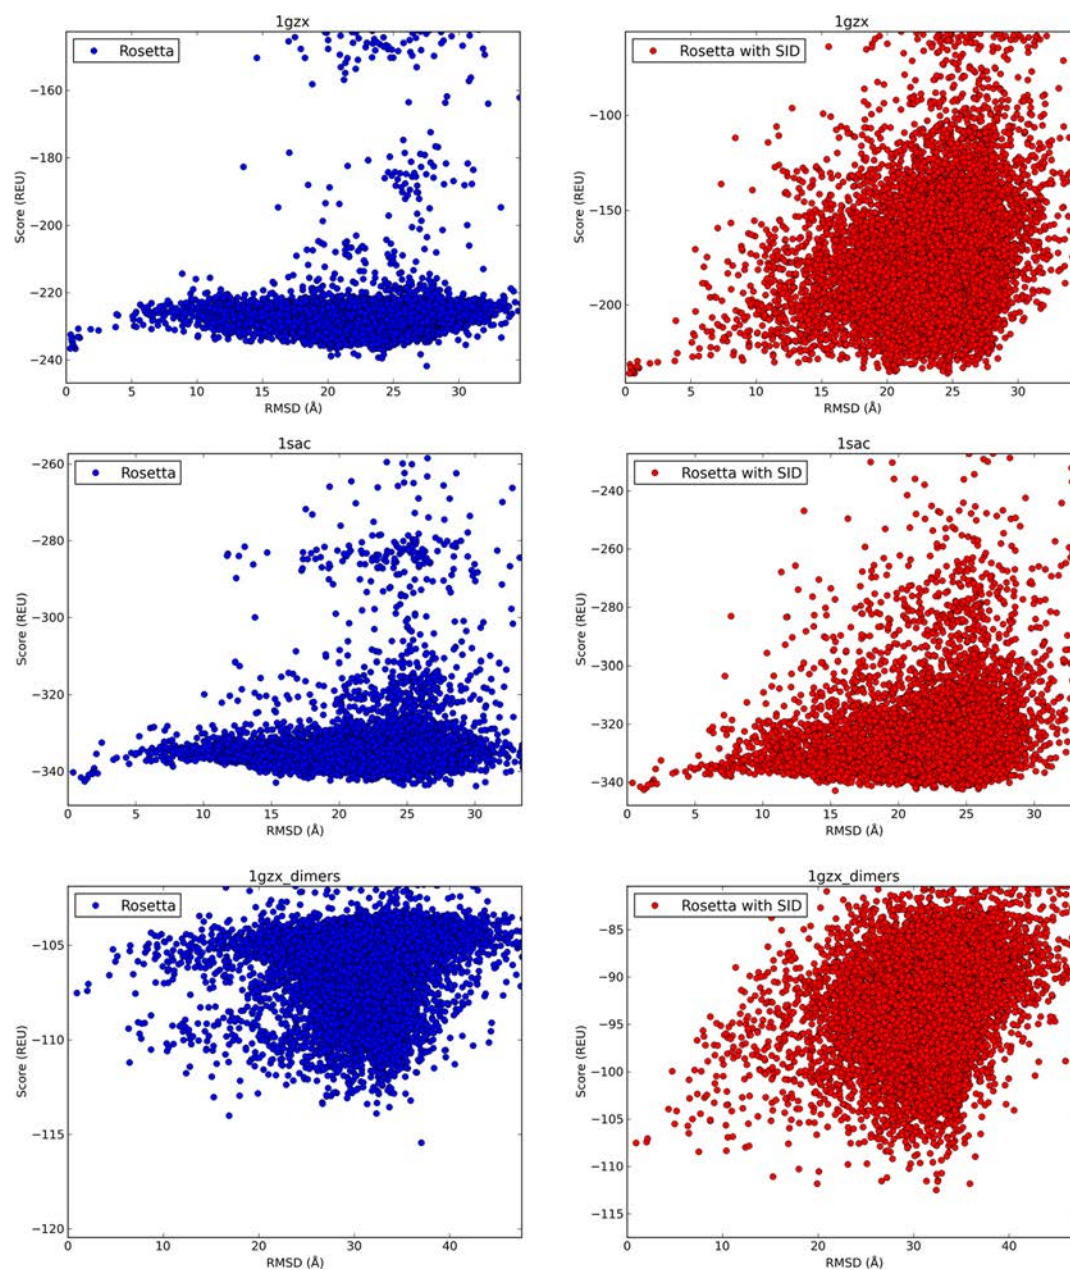 1gzx
Rosetta
−160
−180
−200
−220
−240
Score (REU)
0 5 10 15 20 25 30
RMSD (Å)
1gzx
Rosetta with SID
−100
−150
−200
Score (REU)
0 5 10 15 20 25 30
RMSD (Å)
1sac
Rosetta
−260
−280
−300
−320
−340
Score (REU)
0 5 10 15 20 25 30
RMSD (Å)
1sac
Rosetta with SID
−240
−260
−280
−300
−320
−340
Score (REU)
0 5 10 15 20 25 30
RMSD (Å)
1gzx_dimers
Rosetta
−105
−110
−115
−120
Score (REU)
0 10 20 30 40
RMSD (Å)
1gzx_dimers
Rosetta with SID
−85
−90
−95
−100
−105
−110
−115
Score (REU)
0 10 20 30 40
RMSD (Å)